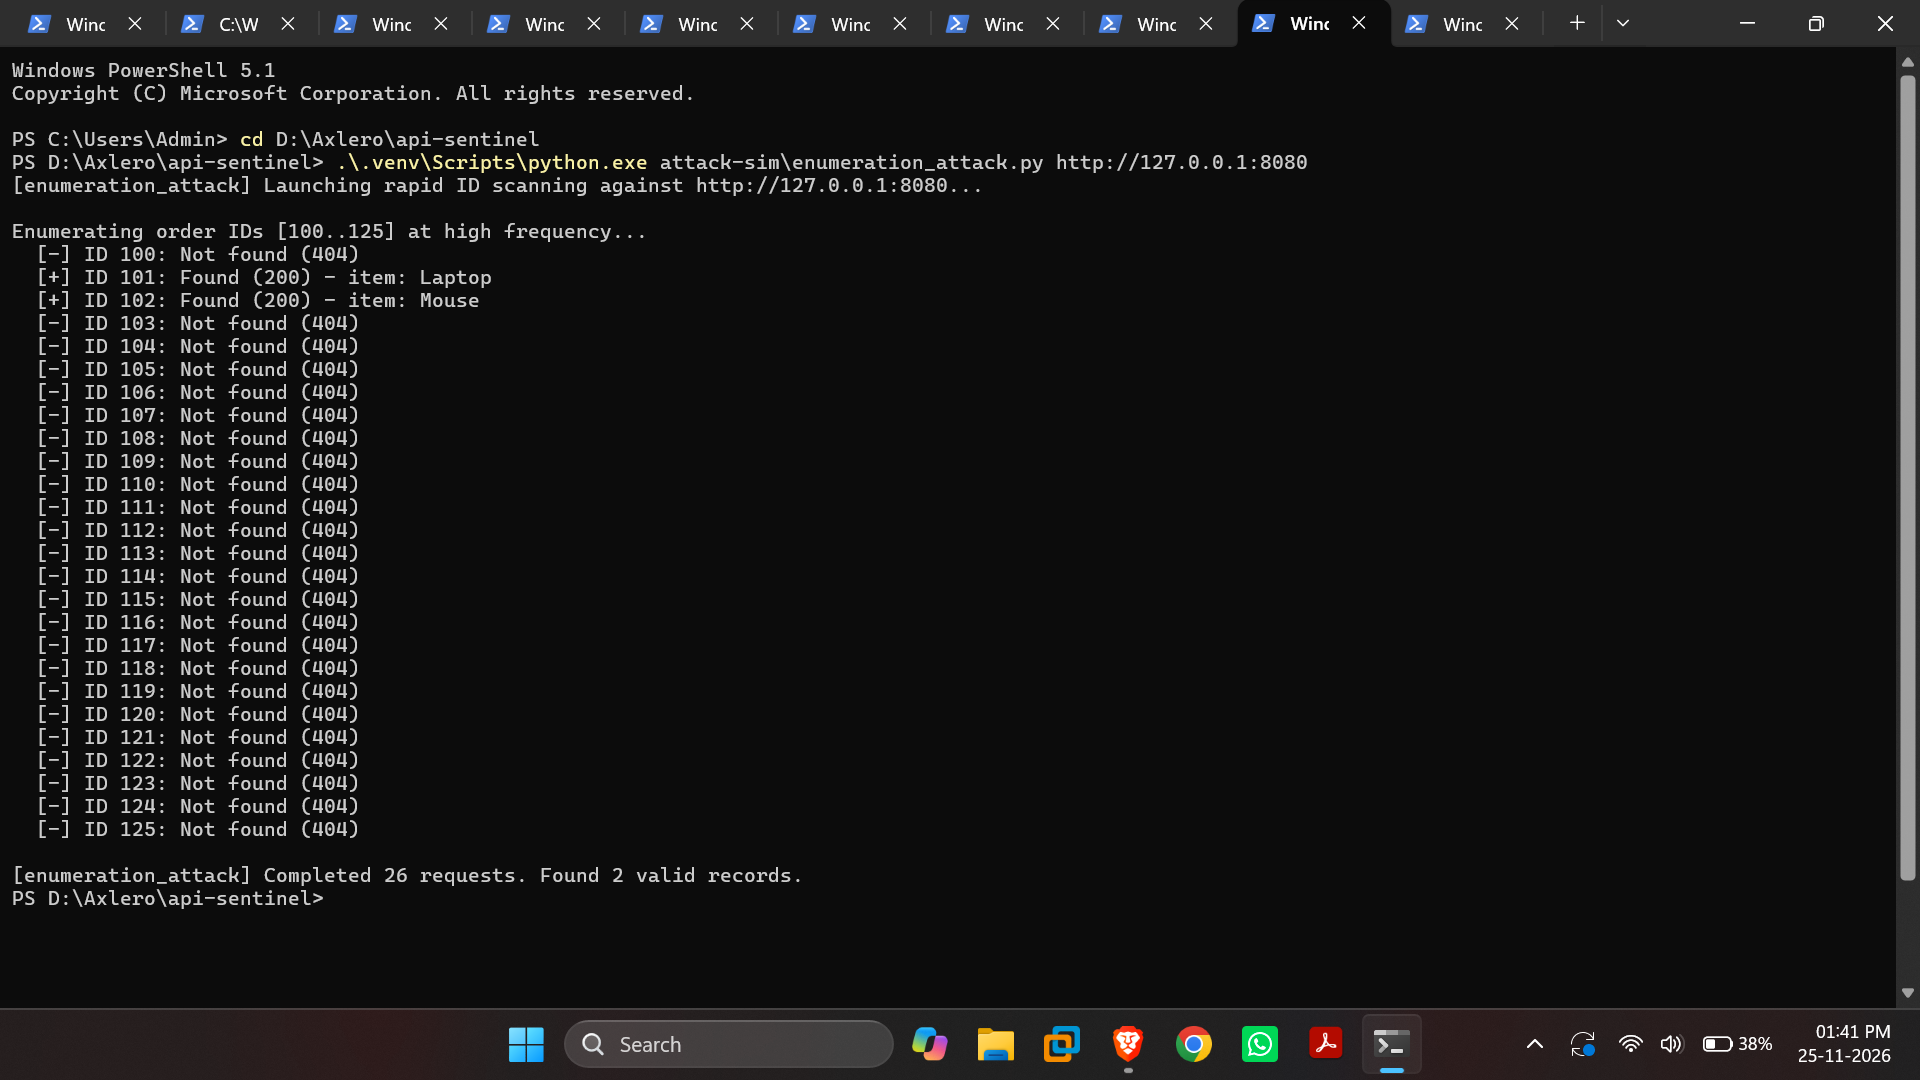 Winc C:\W Winc Winc Winc Winc Winc Winc Winc Winc
Windows PowerShell 5.1
Copyright (C) Microsoft Corporation. All rights reserved.
PS C:\Users\Admin> cd D:\Axlero\api-sentinel
PS D:\Axlero\api-sentinel> .\.venv\Scripts\python.exe attack-sim\enumeration_attack.py http://127.0.0.1:8080
[enumeration_attack] Launching rapid ID scanning against http://127.0.0.1:8080...
Enumerating order IDs [100..125] at high frequency...
[-] ID 100: Not found (404)
[+] ID 101: Found (200) - item: Laptop
[+] ID 102: Found (200) - item: Mouse
[-] ID 103: Not found (404)
[-] ID 104: Not found (404)
[-] ID 105: Not found (404)
[-] ID 106: Not found (404)
[-] ID 107: Not found (404)
[-] ID 108: Not found (404)
[-] ID 109: Not found (404)
[-] ID 110: Not found (404)
[-] ID 111: Not found (404)
[-] ID 112: Not found (404)
[-] ID 113: Not found (404)
[-] ID 114: Not found (404)
[-] ID 115: Not found (404)
[-] ID 116: Not found (404)
[-] ID 117: Not found (404)
[-] ID 118: Not found (404)
[-] ID 119: Not found (404)
[-] ID 120: Not found (404)
[-] ID 121: Not found (404)
[-] ID 122: Not found (404)
[-] ID 123: Not found (404)
[-] ID 124: Not found (404)
[-] ID 125: Not found (404)
[enumeration_attack] Completed 26 requests. Found 2 valid records.
PS D:\Axlero\api-sentinel>
Search
38%
01:41 PM
25-11-2026